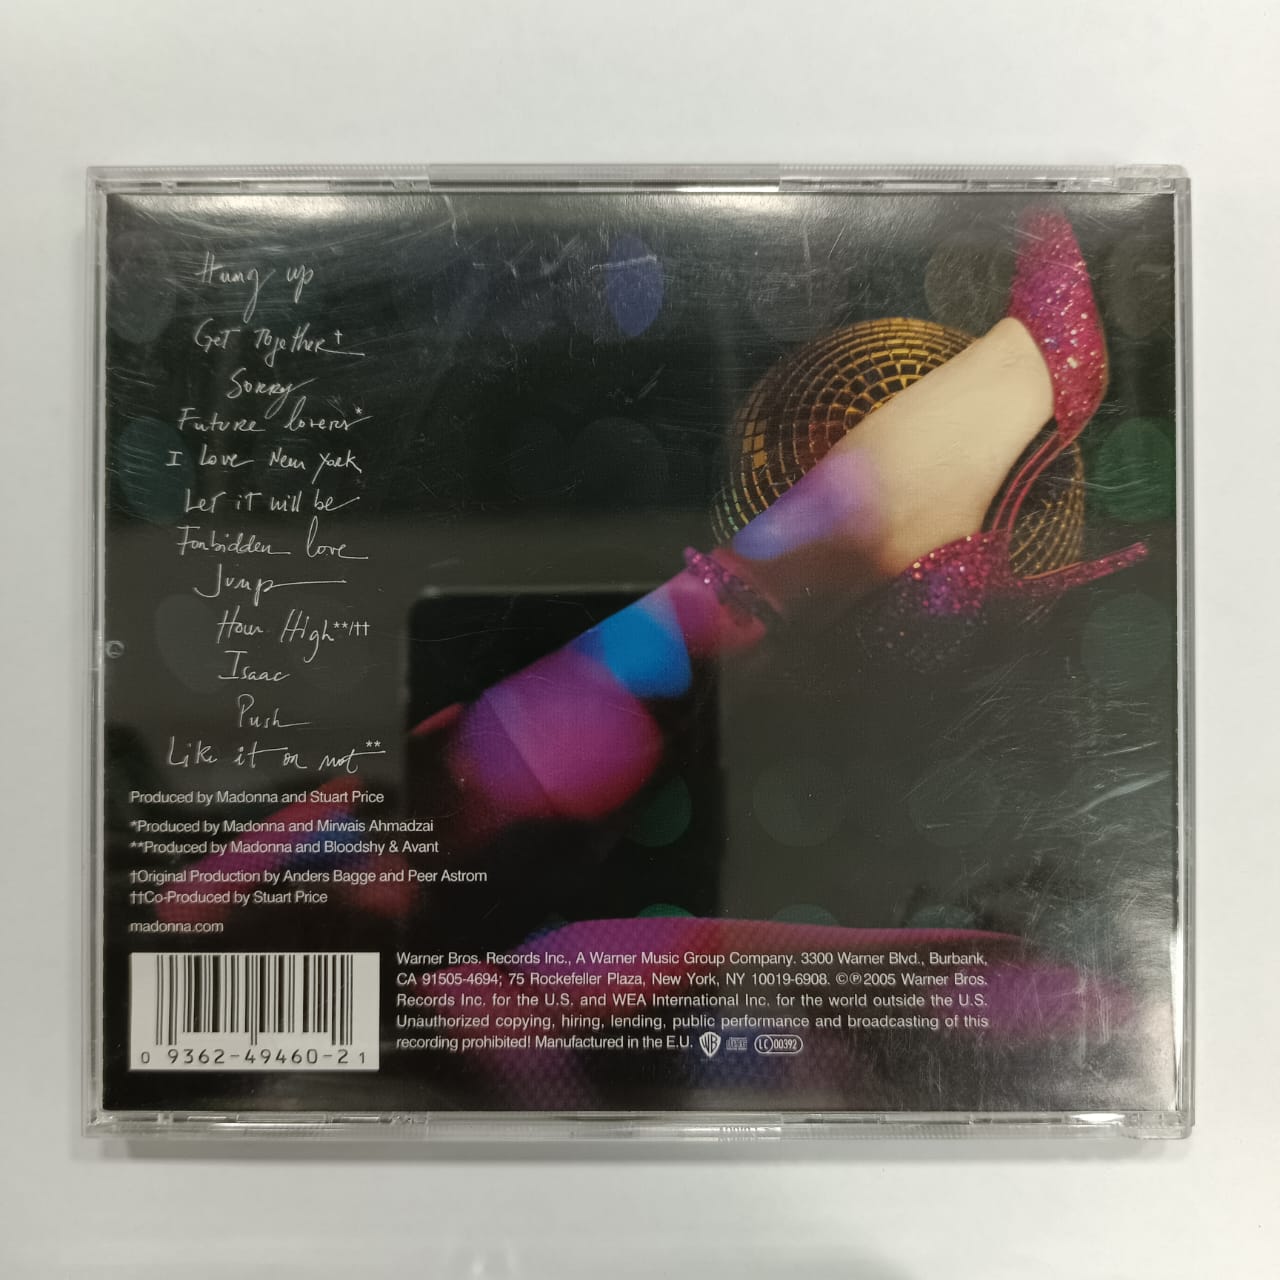 Hung up
Get Together†
Sorry
Future lovers*
I Love New York
Let it will be
Forbidden love
Jump
How High**/††
Isaac
Push
Like it or not**
Produced by Madonna and Stuart Price
*Produced by Madonna and Mirwais Ahmadzai
**Produced by Madonna and Bloodshy & Avant
†Original Production by Anders Bagge and Peer Astrom
††Co-Produced by Stuart Price
madonna.com
0 9362-49460-2 1
Warner Bros. Records Inc., A Warner Music Group Company. 3300 Warner Blvd., Burbank,
CA 91505-4694; 75 Rockefeller Plaza, New York, NY 10019-6908. ©℗2005 Warner Bros.
Records Inc. for the U.S. and WEA International Inc. for the world outside the U.S.
Unauthorized copying, hiring, lending, public performance and broadcasting of this
recording prohibited! Manufactured in the E.U. WB LC 00392